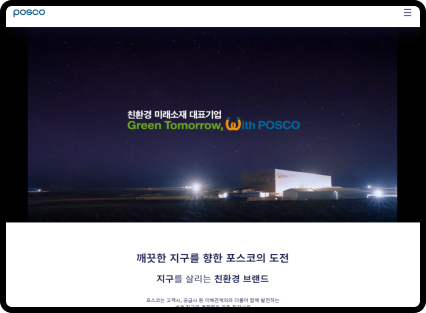 posco
친환경 미래소재 대표기업
Green Tomorrow, With POSCO
깨끗한 지구를 향한 포스코의 도전
지구를 살리는 친환경 브랜드
포스코는 고객사, 공급사 등 이해관계자와 더불어 함께 발전하는